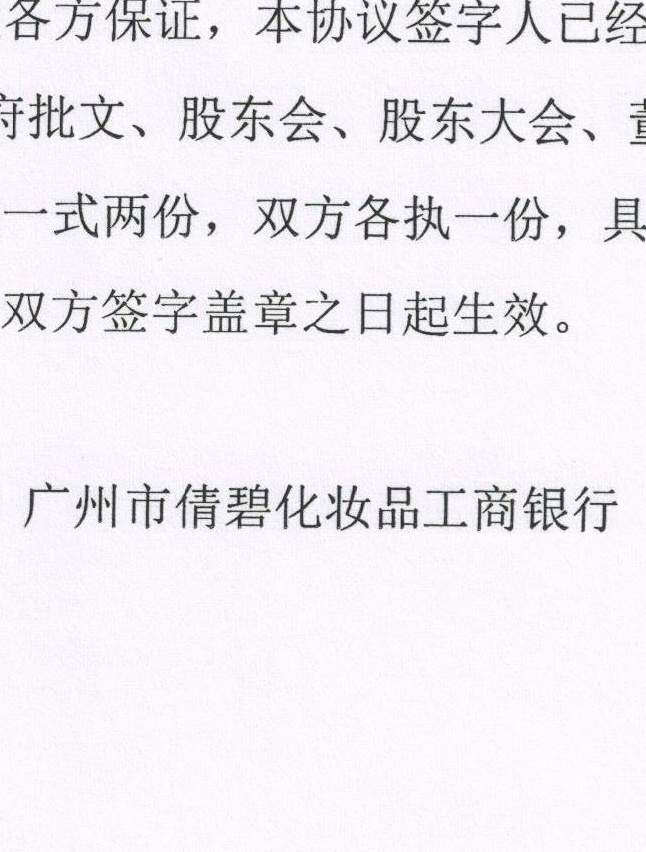 各方保证，本协议签字人已经
府批文、股东会、股东大会、董
一式两份，双方各执一份，具
双方签字盖章之日起生效。
广州市倩碧化妆品工商银行